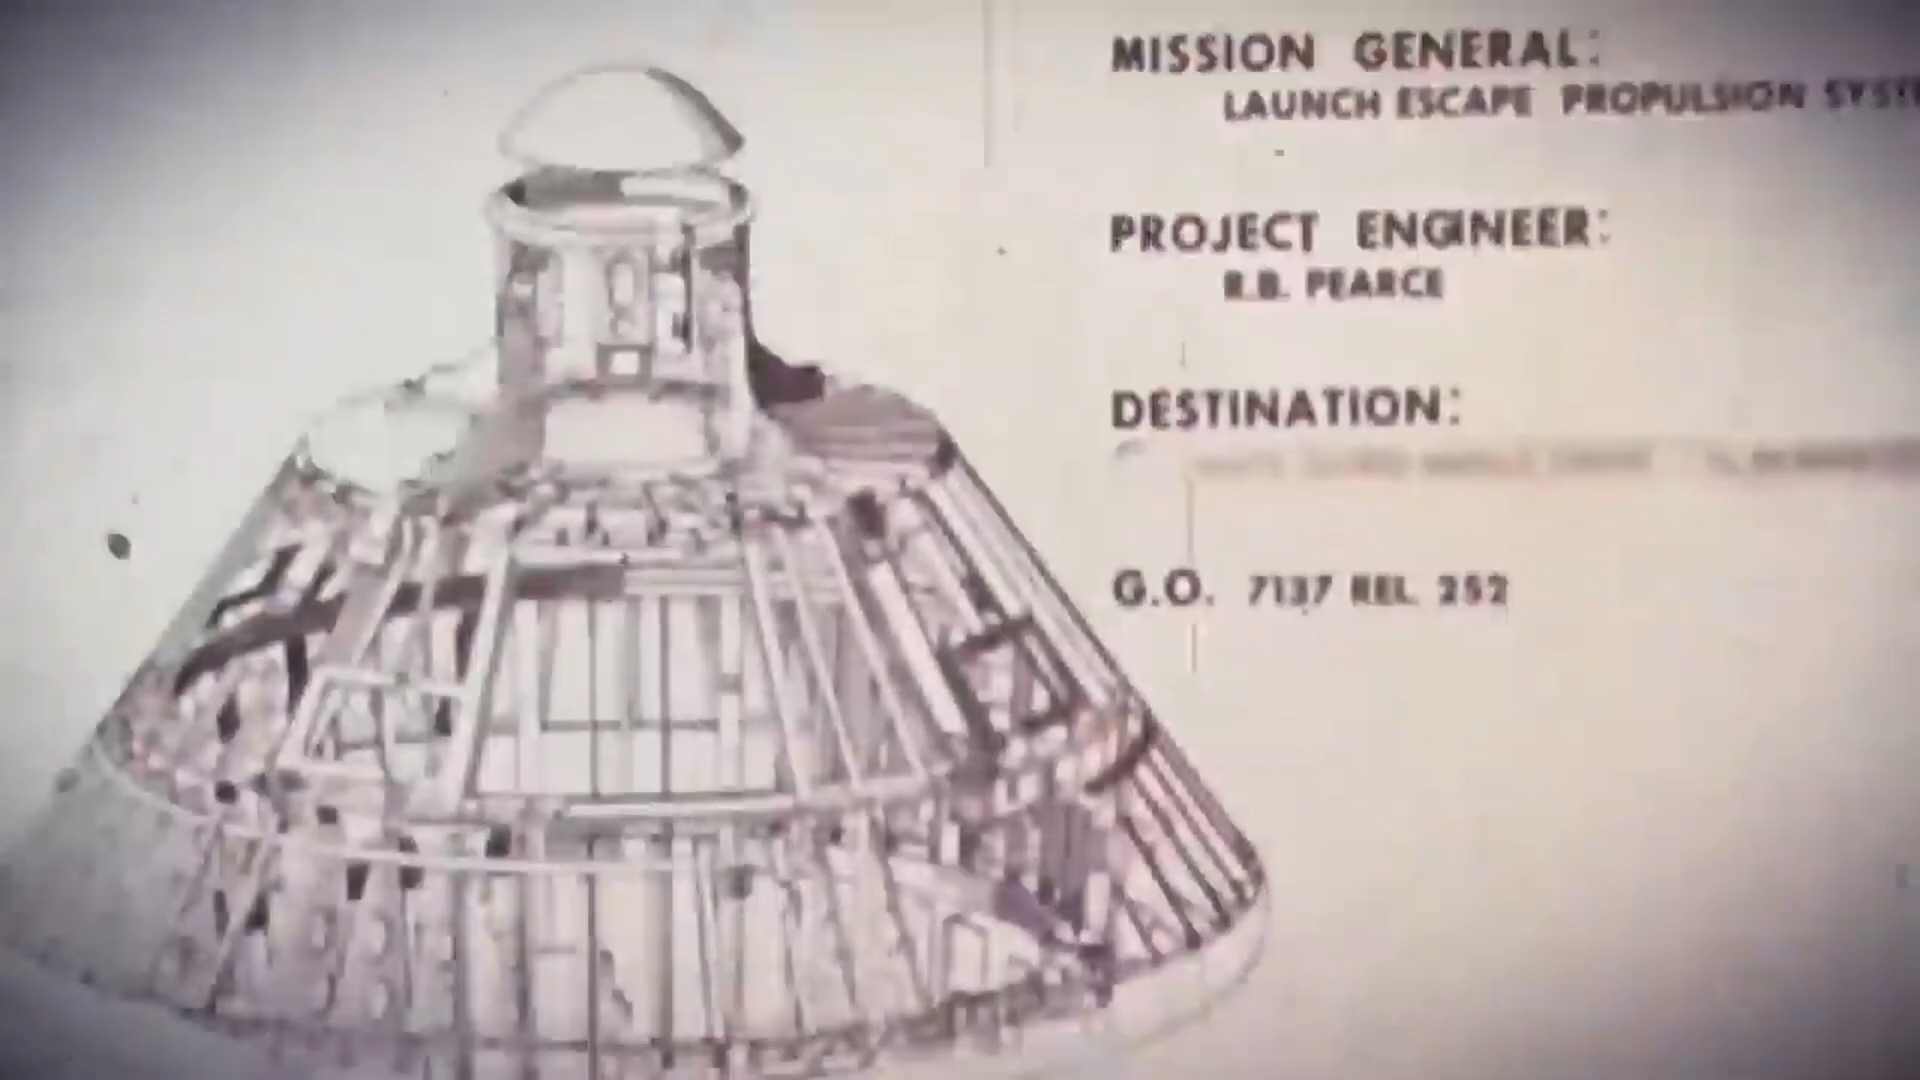 MISSION GENERAL:
LAUNCH ESCAPE PROPULSION
PROJECT ENGINEER:
R.B. PEARCE
DESTINATION:
G.O. 7137 REL. 252